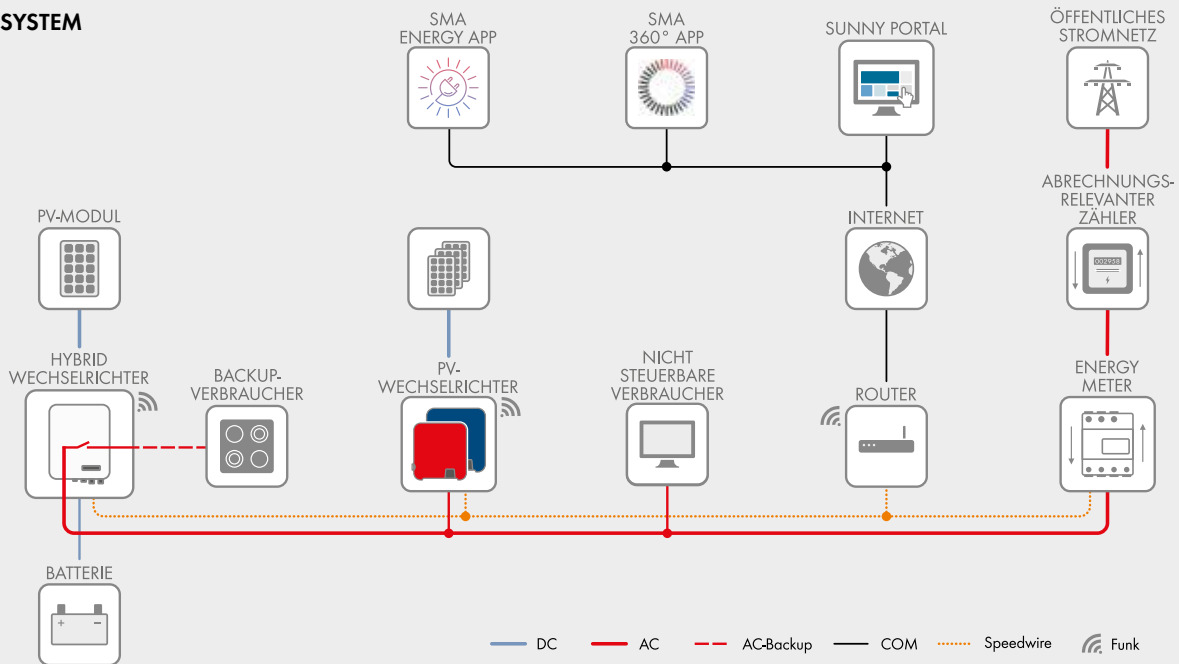 SYSTEM
SMA
ENERGY APP
SMA
360° APP
SUNNY PORTAL
ÖFFENTLICHES
STROMNETZ
PV-MODUL
INTERNET
ABRECHNUNGS-
RELEVANTER
ZÄHLER
002958
HYBRID
WECHSELRICHTER
BACKUP-
VERBRAUCHER
PV-
WECHSELRICHTER
NICHT
STEUERBARE
VERBRAUCHER
ROUTER
ENERGY
METER
BATTERIE
+ –
DC
AC
AC-Backup
COM
Speedwire
Funk